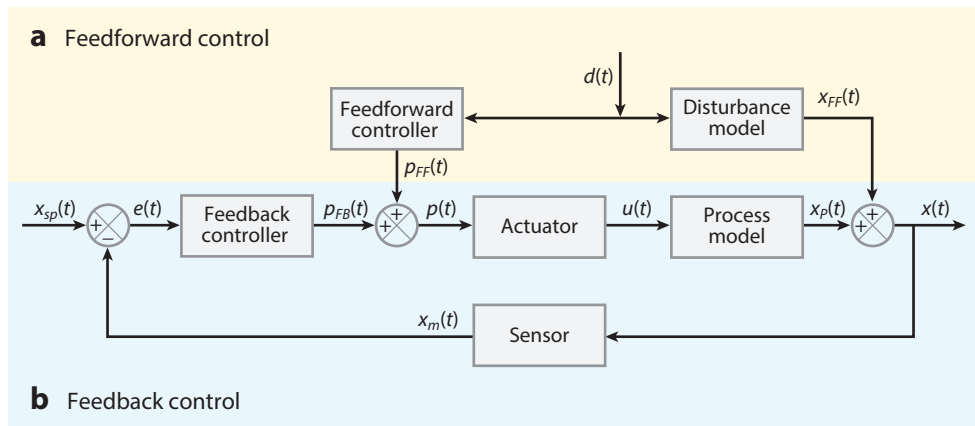 a Feedforward control
d(t)
Feedforward
controller
Disturbance
model
x_FF(t)
p_FF(t)
x_sp(t)
+
−
e(t)
Feedback
controller
p_FB(t)
+
+
p(t)
Actuator
u(t)
Process
model
x_P(t)
+
+
x(t)
x_m(t)
Sensor
b Feedback control